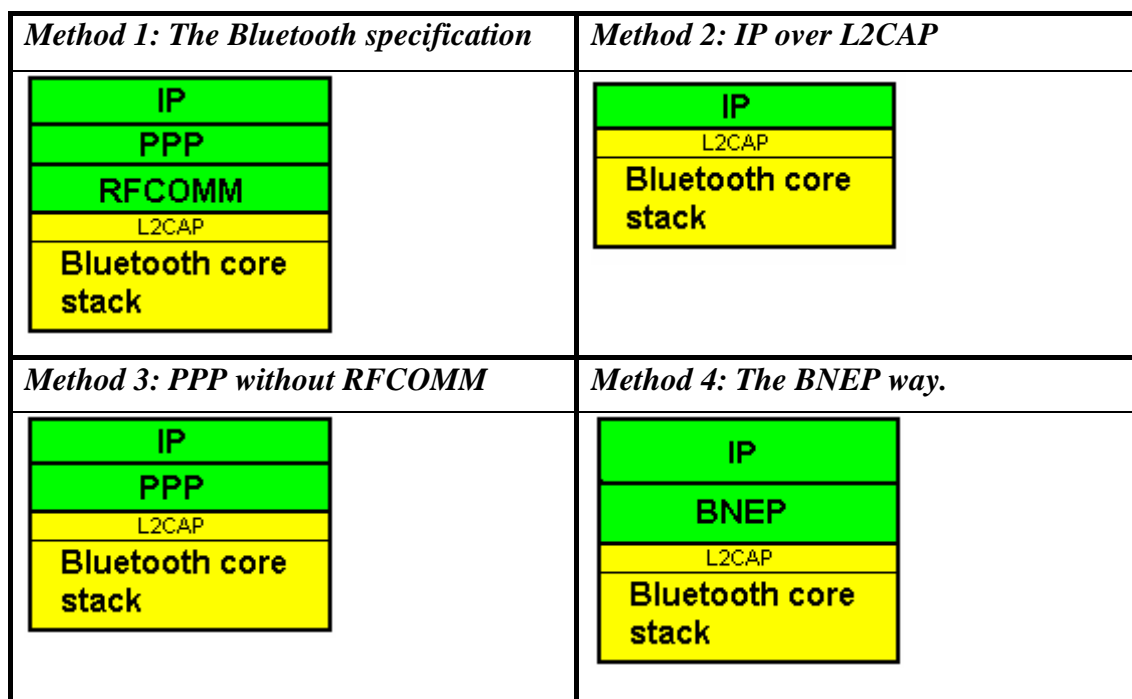 Method 1: The Bluetooth specification
IP
PPP
RFCOMM
L2CAP
Bluetooth core
stack
Method 2: IP over L2CAP
IP
L2CAP
Bluetooth core
stack
Method 3: PPP without RFCOMM
IP
PPP
L2CAP
Bluetooth core
stack
Method 4: The BNEP way.
IP
BNEP
L2CAP
Bluetooth core
stack